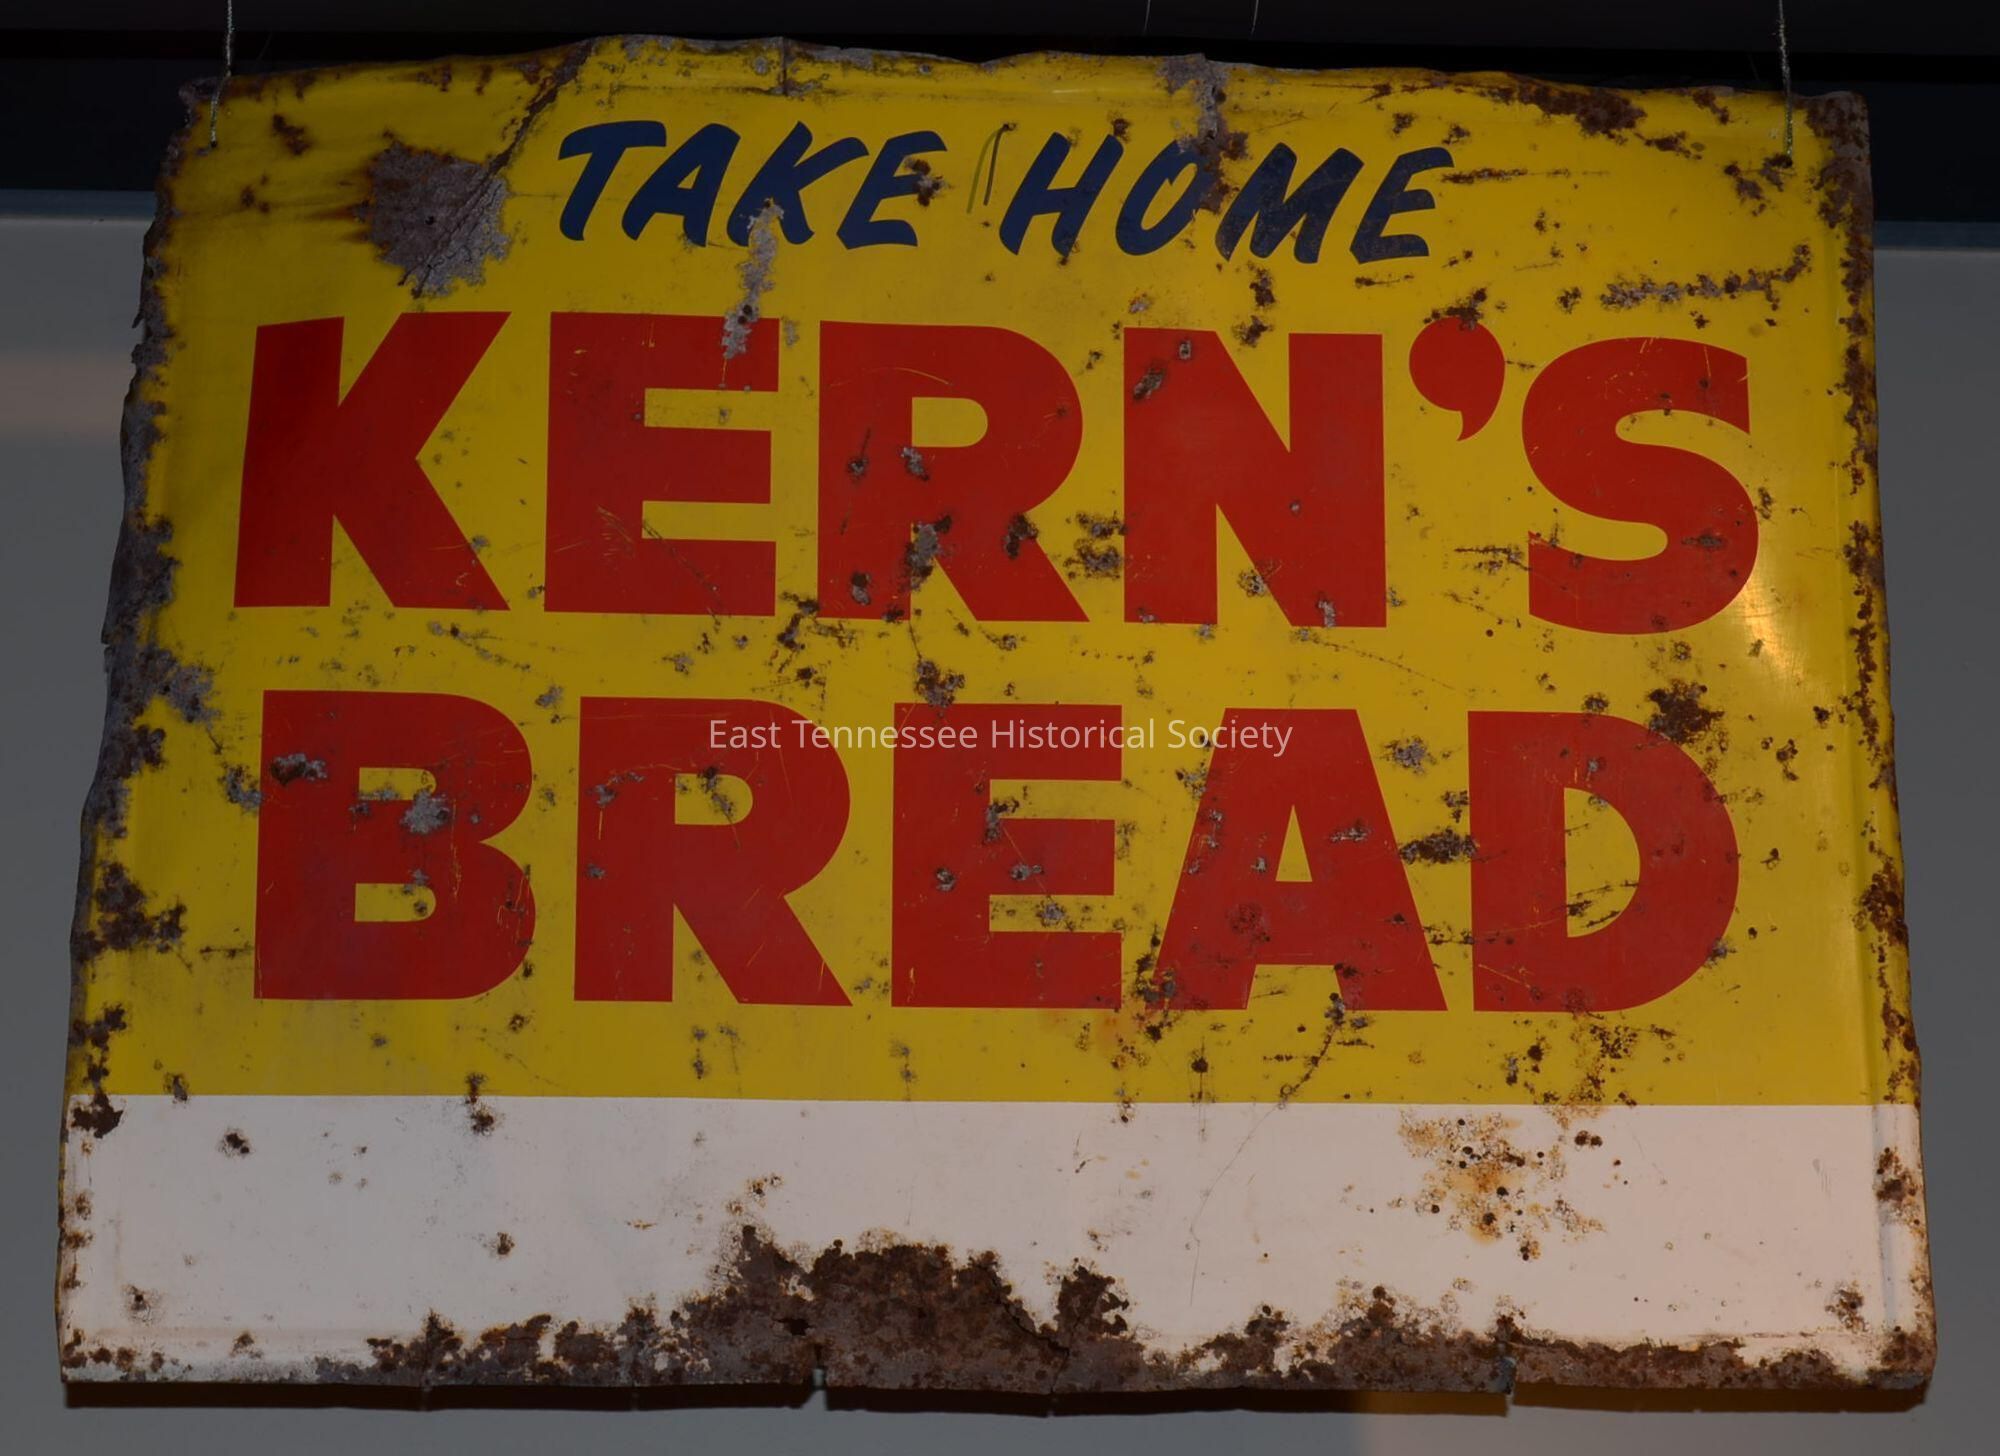 TAKE HOME
KERN'S
BREAD
East Tennessee Historical Society